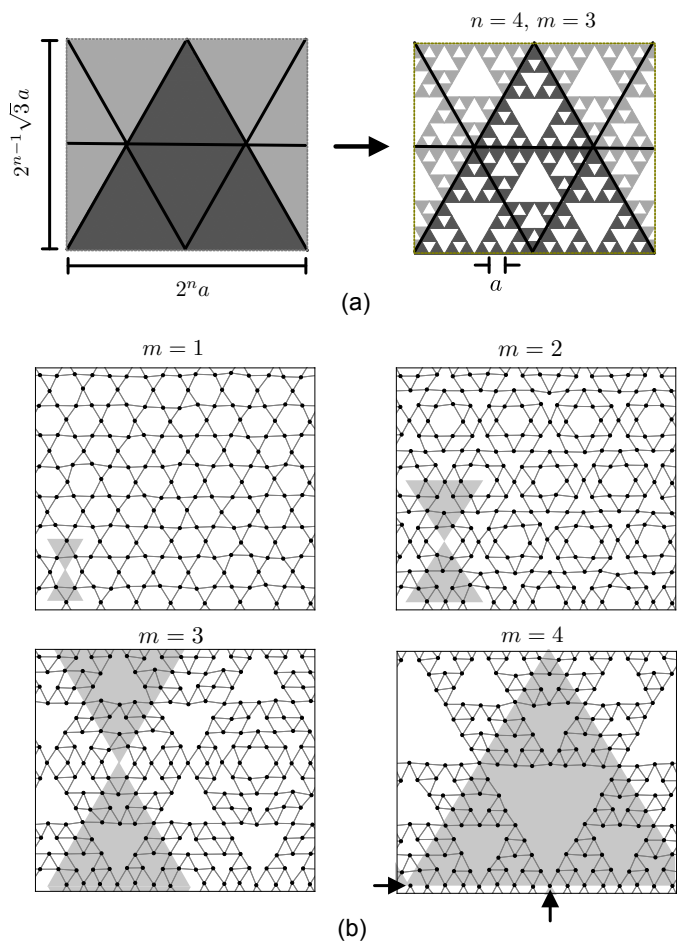 n = 4, m = 3
2^{n−1}√3a
2^n a
a
(a)
m = 1
m = 2
m = 3
m = 4
(b)